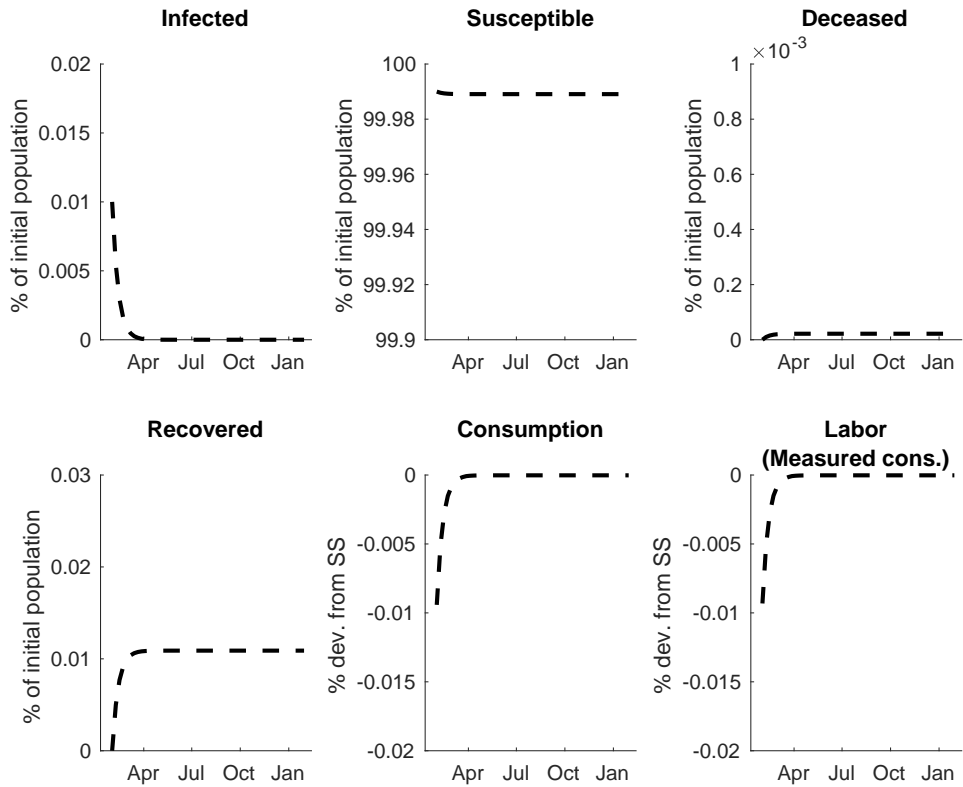 Infected
0.02
0.015
0.01
0.005
0
% of initial population
Apr Jul Oct Jan
Susceptible
100
99.98
99.96
99.94
99.92
99.9
% of initial population
Apr Jul Oct Jan
Deceased
×10⁻³
1
0.8
0.6
0.4
0.2
0
% of initial population
Apr Jul Oct Jan
Recovered
0.03
0.02
0.01
0
% of initial population
Apr Jul Oct Jan
Consumption
0
-0.005
-0.01
-0.015
-0.02
% dev. from SS
Apr Jul Oct Jan
Labor
(Measured cons.)
0
-0.005
-0.01
-0.015
-0.02
% dev. from SS
Apr Jul Oct Jan